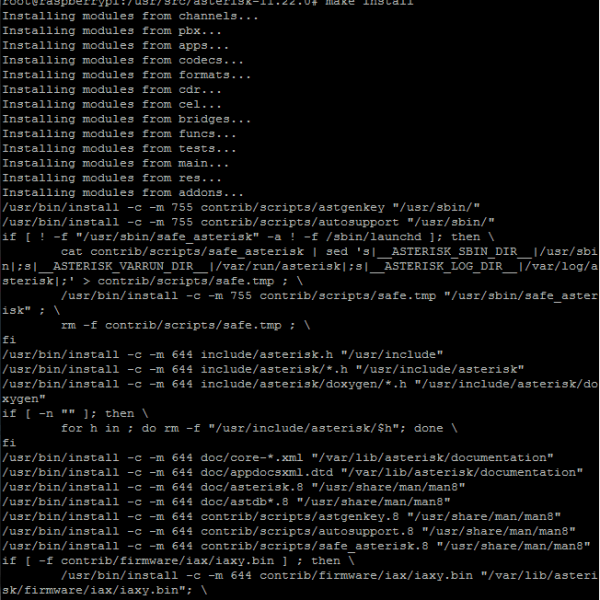 root@raspberrypi:/usr/src/asterisk-11.22.0# make install
Installing modules from channels...
Installing modules from pbx...
Installing modules from apps...
Installing modules from codecs...
Installing modules from formats...
Installing modules from cdr...
Installing modules from cel...
Installing modules from bridges...
Installing modules from funcs...
Installing modules from tests...
Installing modules from main...
Installing modules from res...
Installing modules from addons...
/usr/bin/install -c -m 755 contrib/scripts/astgenkey "/usr/sbin/"
/usr/bin/install -c -m 755 contrib/scripts/autosupport "/usr/sbin/"
if [ ! -f "/usr/sbin/safe_asterisk" -a ! -f /sbin/launchd ]; then \
cat contrib/scripts/safe_asterisk | sed 's|__ASTERISK_SBIN_DIR__|/usr/sbi
n|;s|__ASTERISK_VARRUN_DIR__|/var/run/asterisk|;s|__ASTERISK_LOG_DIR__|/var/log/a
sterisk|;' > contrib/scripts/safe.tmp ; \
/usr/bin/install -c -m 755 contrib/scripts/safe.tmp "/usr/sbin/safe_aster
isk" ; \
rm -f contrib/scripts/safe.tmp ; \
fi
/usr/bin/install -c -m 644 include/asterisk.h "/usr/include"
/usr/bin/install -c -m 644 include/asterisk/*.h "/usr/include/asterisk"
/usr/bin/install -c -m 644 include/asterisk/doxygen/*.h "/usr/include/asterisk/do
xygen"
if [ -n "" ]; then \
for h in ; do rm -f "/usr/include/asterisk/$h"; done \
fi
/usr/bin/install -c -m 644 doc/core-*.xml "/var/lib/asterisk/documentation"
/usr/bin/install -c -m 644 doc/appdocsxml.dtd "/var/lib/asterisk/documentation"
/usr/bin/install -c -m 644 doc/asterisk.8 "/usr/share/man/man8"
/usr/bin/install -c -m 644 doc/astdb*.8 "/usr/share/man/man8"
/usr/bin/install -c -m 644 contrib/scripts/astgenkey.8 "/usr/share/man/man8"
/usr/bin/install -c -m 644 contrib/scripts/autosupport.8 "/usr/share/man/man8"
/usr/bin/install -c -m 644 contrib/scripts/safe_asterisk.8 "/usr/share/man/man8"
if [ -f contrib/firmware/iax/iaxy.bin ] ; then \
/usr/bin/install -c -m 644 contrib/firmware/iax/iaxy.bin "/var/lib/asteri
sk/firmware/iax/iaxy.bin"; \